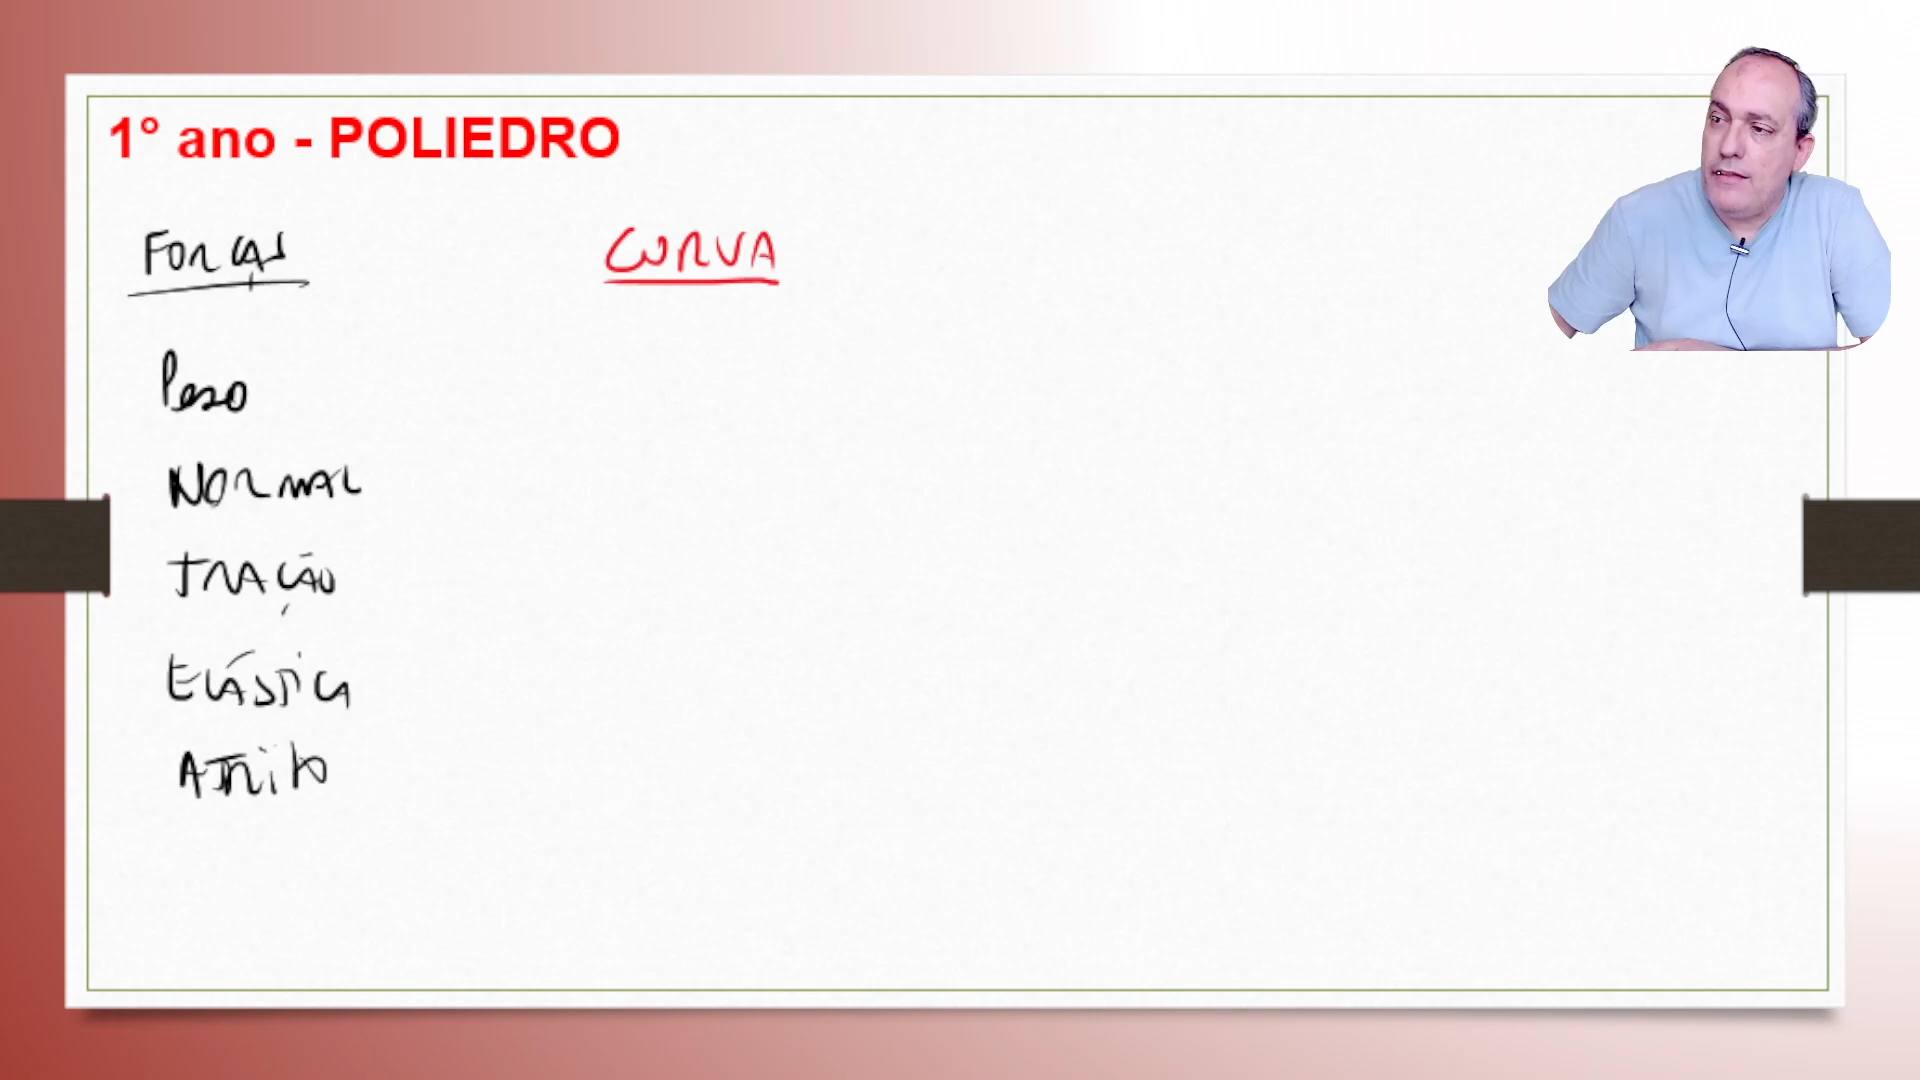 1° ano - POLIEDRO
FORÇAS
CURVA
Peso
NORMAL
TRAÇÃO
ELÁSTICA
ATRITO